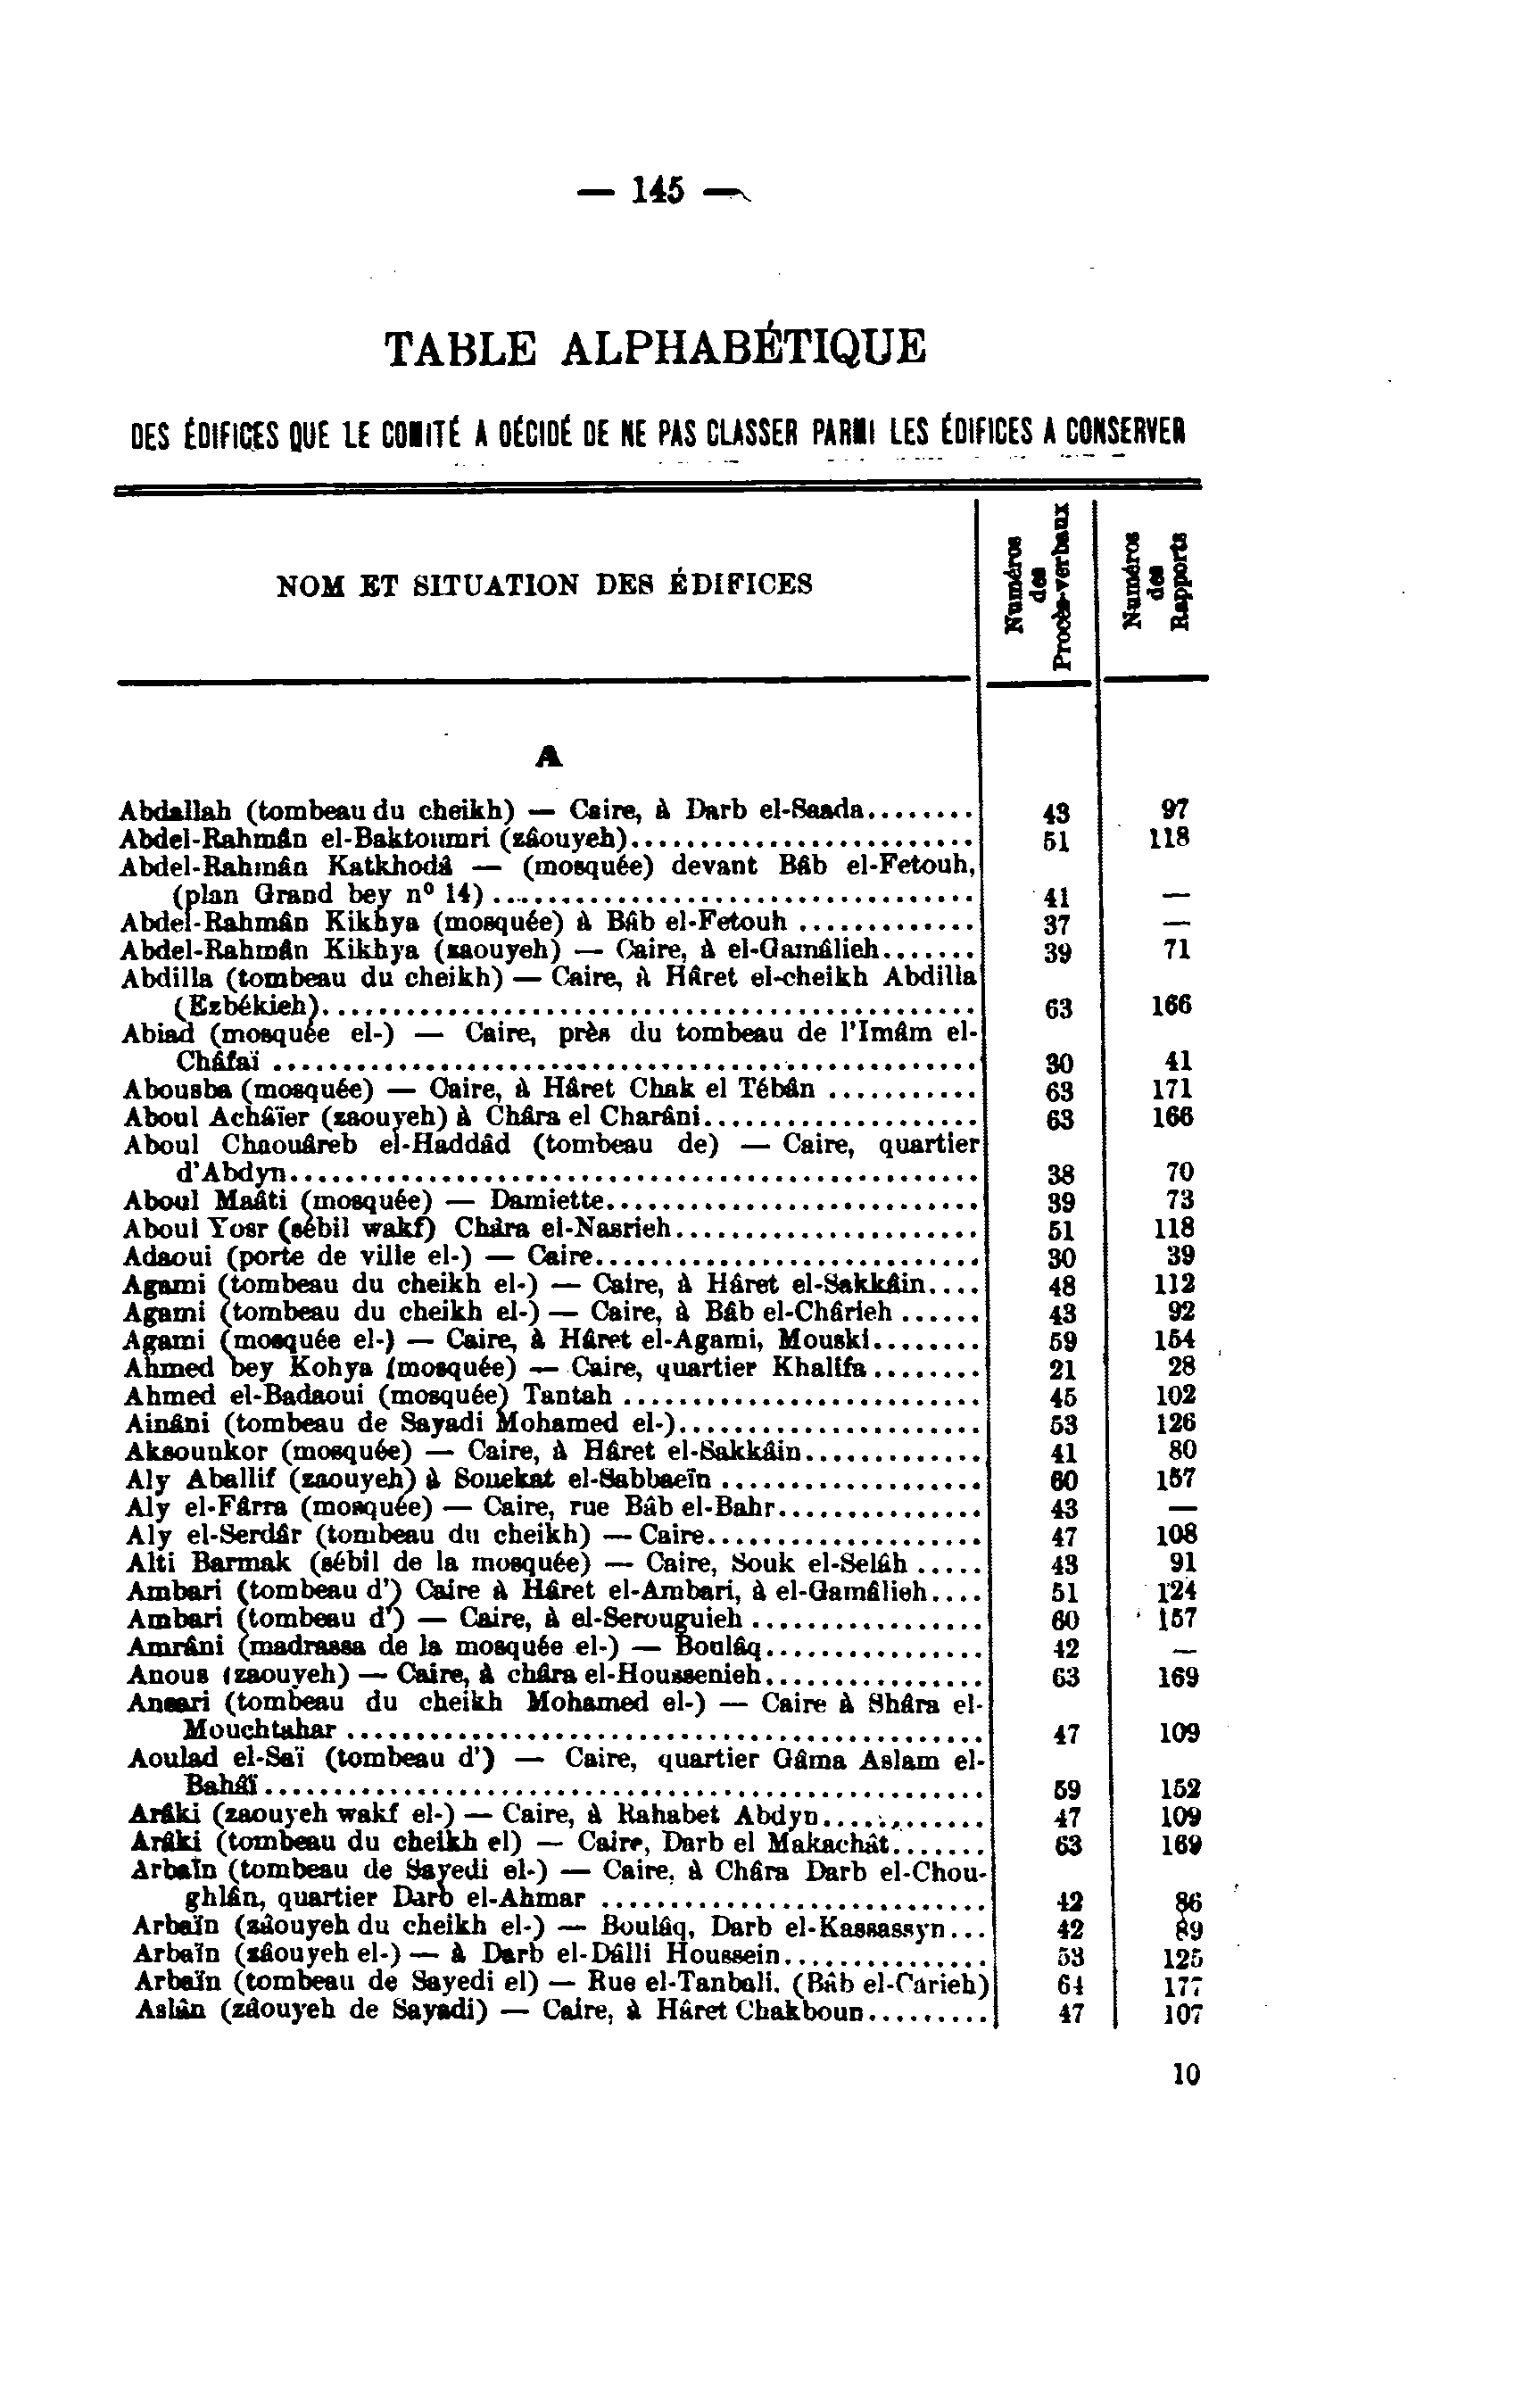 — 145 —
TABLE ALPHABÉTIQUE
DES ÉDIFICES QUE LE COMITÉ A DÉCIDÉ DE NE PAS CLASSER PARMI LES ÉDIFICES A CONSERVER
NOM ET SITUATION DES ÉDIFICES
Numéros des Procès-verbaux
Numéros des Rapports
A
Abdallah (tombeau du cheikh) — Caire, à Darb el-Saada........ 43 97
Abdel-Rahmân el-Baktoumri (zâouyeh)......................... 51 118
Abdel-Rahmân Katkhodâ — (mosquée) devant Bâb el-Fetouh,
(plan Grand bey nº 14) .................................. 41 —
Abdel-Rahmân Kikhya (mosquée) à Bâb el-Fetouh ............. 37 —
Abdel-Rahmân Kikhya (zaouyeh) — Caire, à el-Gamâlieh....... 39 71
Abdilla (tombeau du cheikh) — Caire, à Hâret el-cheikh Abdilla
(Ezbékieh)............................................... 63 166
Abiad (mosquée el-) — Caire, près du tombeau de l'Imâm el-
Châfaï .................................................. 30 41
Abousba (mosquée) — Caire, à Hâret Chak el Tébân ........... 63 171
Aboul Achâïer (zaouyeh) à Châra el Charâni.................... 63 166
Aboul Chaouâreb el-Haddâd (tombeau de) — Caire, quartier
d'Abdyn.................................................. 38 70
Aboul Maâti (mosquée) — Damiette........................... 39 73
Aboul Yosr (sébil wakf) Châra el-Nasrieh...................... 51 118
Adaoui (porte de ville el-) — Caire............................ 30 39
Agami (tombeau du cheikh el-) — Caire, à Hâret el-Sakkâin.... 48 112
Agami (tombeau du cheikh el-) — Caire, à Bâb el-Chârieh ...... 43 92
Agami (mosquée el-) — Caire, à Hâret el-Agami, Mouski........ 59 154
Ahmed bey Kohya (mosquée) — Caire, quartier Khalifa........ 21 28
Ahmed el-Badaoui (mosquée) Tantah .......................... 45 102
Ainâni (tombeau de Sayadi Mohamed el-)...................... 53 126
Aksounkor (mosquée) — Caire, à Hâret el-Sakkâin............. 41 80
Aly Aballif (zaouyeh) à Souekat el-Sabbaeïn ................... 60 157
Aly el-Fârra (mosquée) — Caire, rue Bâb el-Bahr............... 43 —
Aly el-Serdâr (tombeau du cheikh) — Caire.................... 47 108
Alti Barmak (sébil de la mosquée) — Caire, Souk el-Selâh ..... 43 91
Ambari (tombeau d') Caire à Hâret el-Ambari, à el-Gamâlieh.... 51 124
Ambari (tombeau d') — Caire, à el-Serouguieh ................. 60 157
Amrâni (madrassa de la mosquée el-) — Boulâq................ 42 —
Anous (zaouyeh) — Caire, à châra el-Houssenieh................ 63 169
Ansari (tombeau du cheikh Mohamed el-) — Caire à Shâra el-
Mouchtahar .............................................. 47 109
Aoulad el-Saï (tombeau d') — Caire, quartier Gâma Aslam el-
Bahâï.................................................... 59 152
Arâki (zaouyeh wakf el-) — Caire, à Rahabet Abdyn............ 47 109
Arâki (tombeau du cheikh el) — Caire, Darb el Makachât....... 63 169
Arbaïn (tombeau de Sayedi el-) — Caire, à Châra Darb el-Chou-
ghlân, quartier Darb el-Ahmar ............................ 42 86
Arbaïn (zâouyeh du cheikh el-) — Boulâq, Darb el-Kassassyn... 42 89
Arbaïn (zâouyeh el-) — à Darb el-Dâlli Houssein............... 53 125
Arbaïn (tombeau de Sayedi el) — Rue el-Tanbali. (Bâb el-Carieh) 64 177
Aslân (zâouyeh de Sayadi) — Caire, à Hâret Chakboun......... 47 107
10